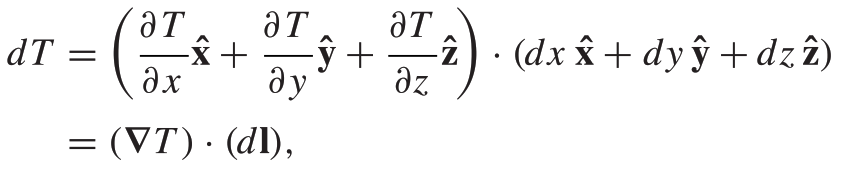 dT = (∂T/∂x x̂ + ∂T/∂y ŷ + ∂T/∂z ẑ) · (dx x̂ + dy ŷ + dz ẑ)
= (∇T) · (dl),